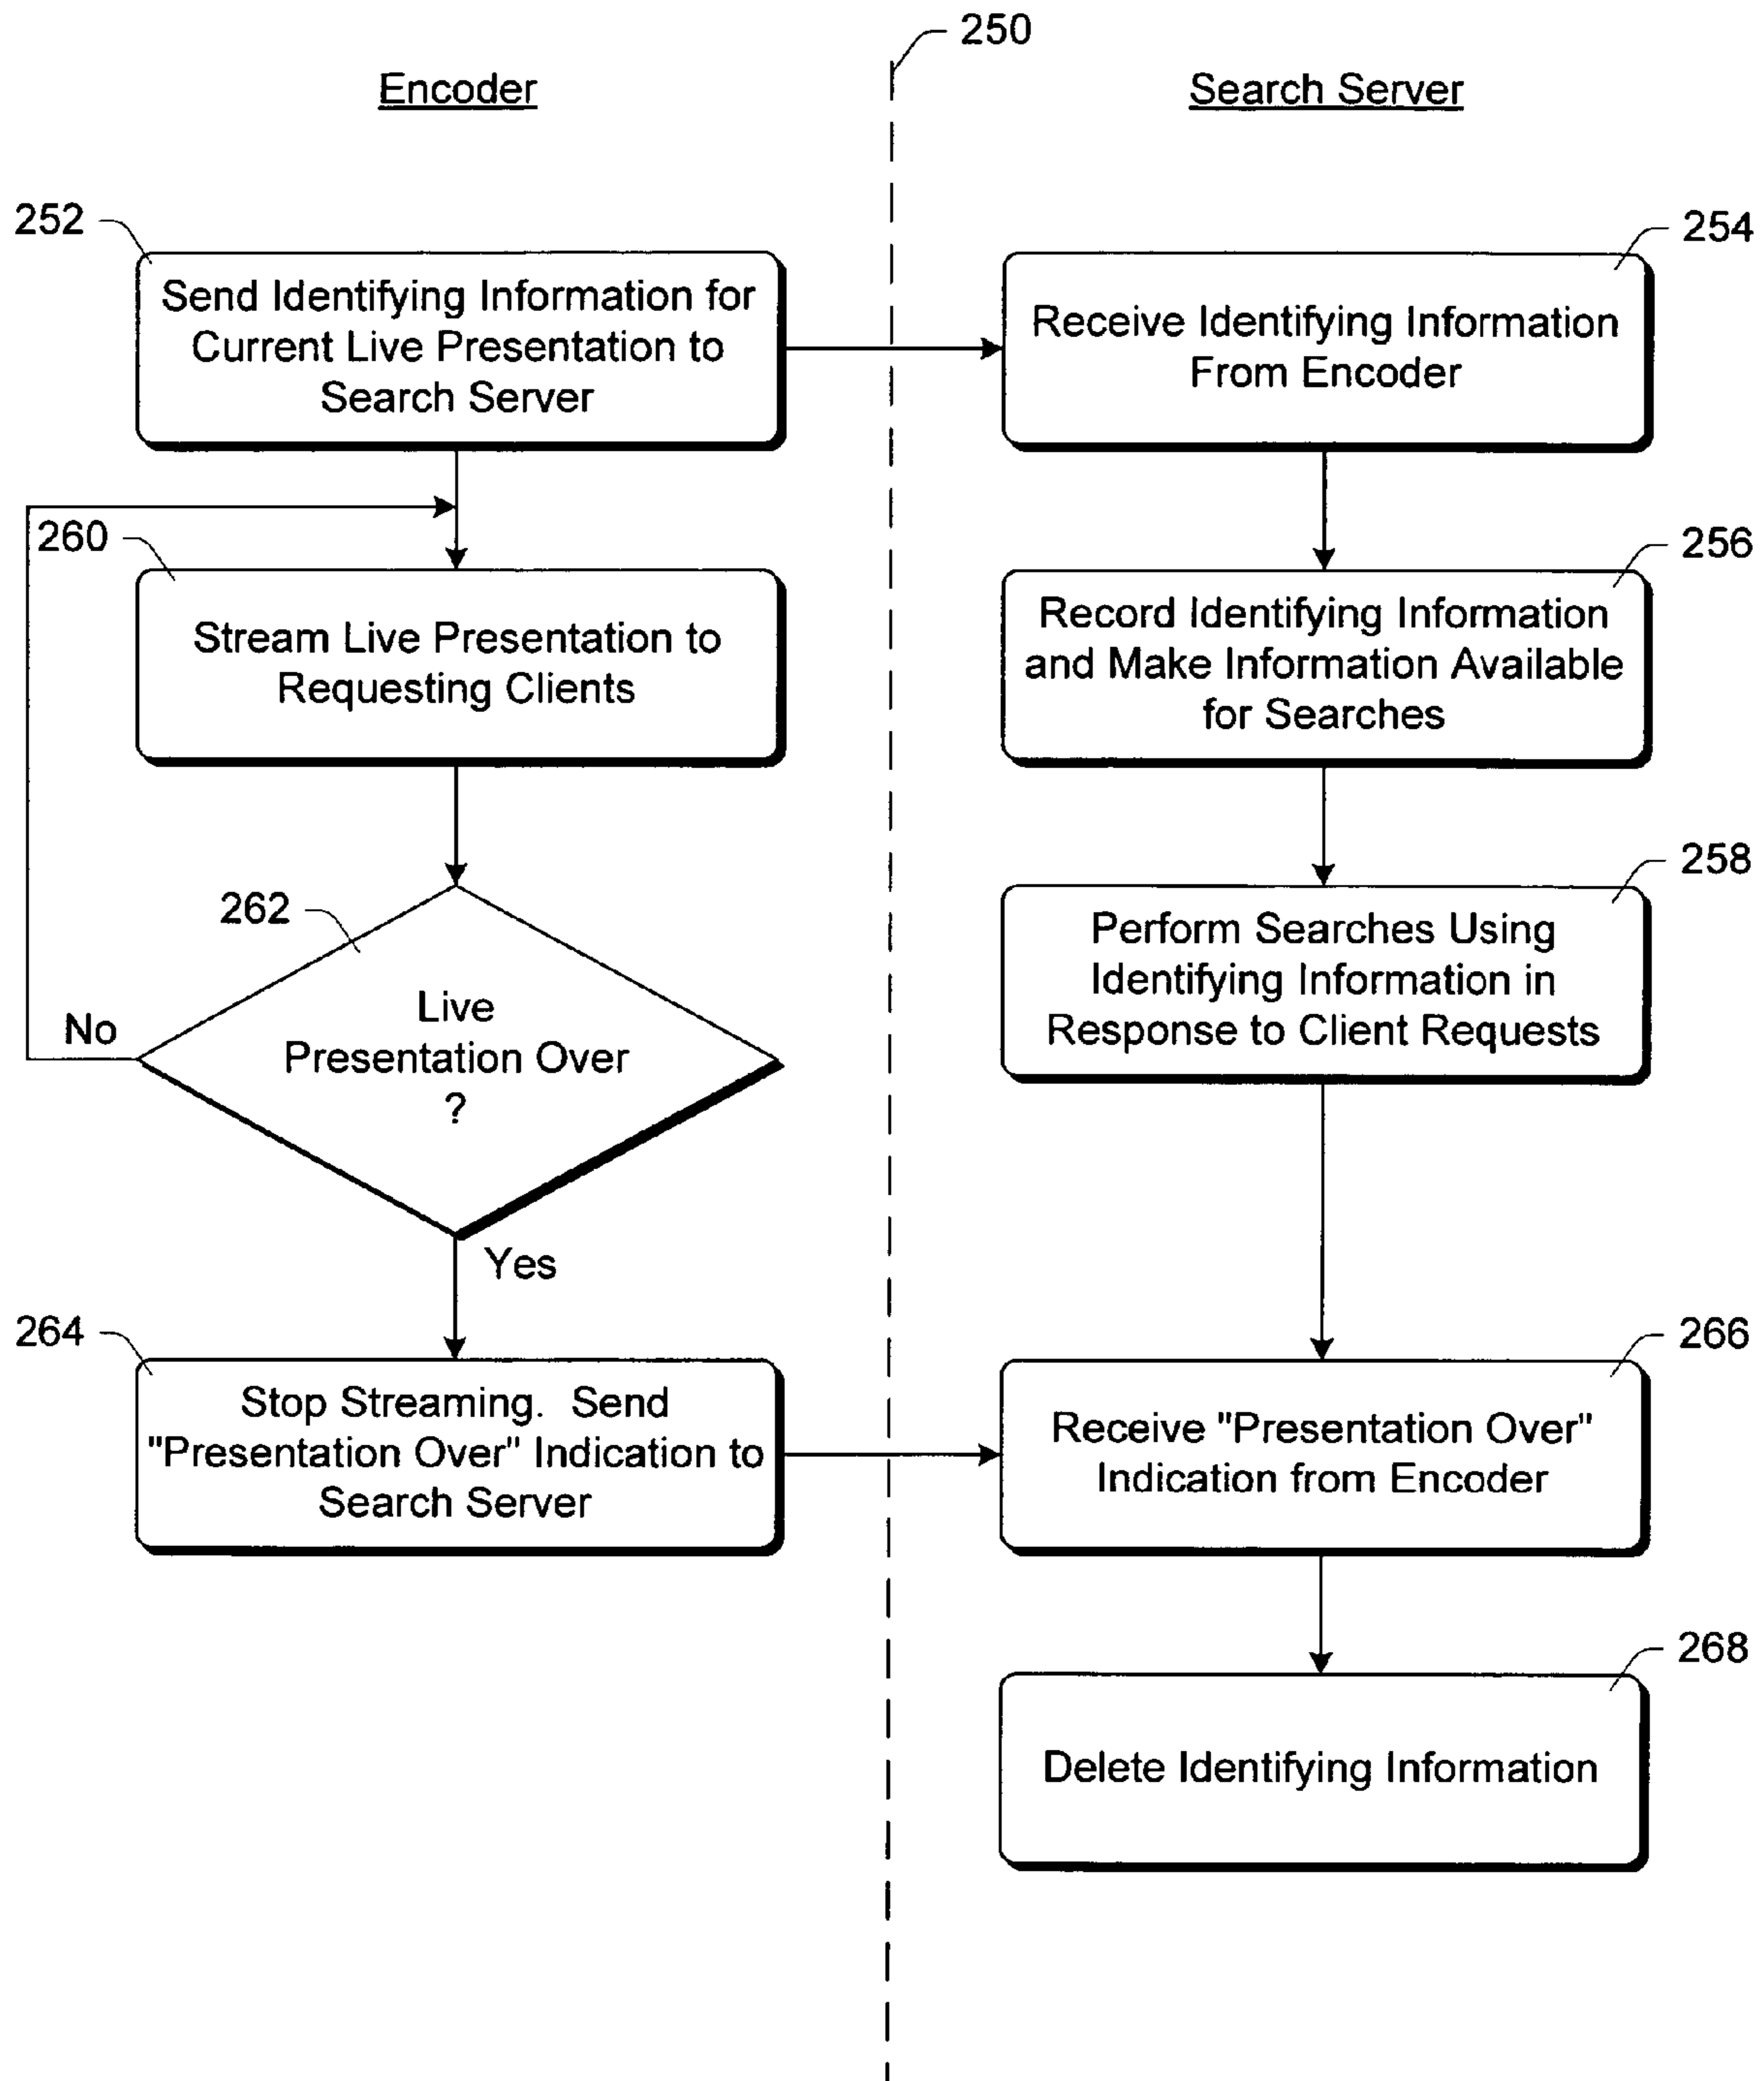 250
Encoder
Search Server
252
Send Identifying Information for
Current Live Presentation to
Search Server
254
Receive Identifying Information
From Encoder
260
Stream Live Presentation to
Requesting Clients
256
Record Identifying Information
and Make Information Available
for Searches
258
Perform Searches Using
Identifying Information in
Response to Client Requests
262
Live
Presentation Over
?
No
Yes
264
Stop Streaming. Send
"Presentation Over" Indication to
Search Server
266
Receive "Presentation Over"
Indication from Encoder
268
Delete Identifying Information